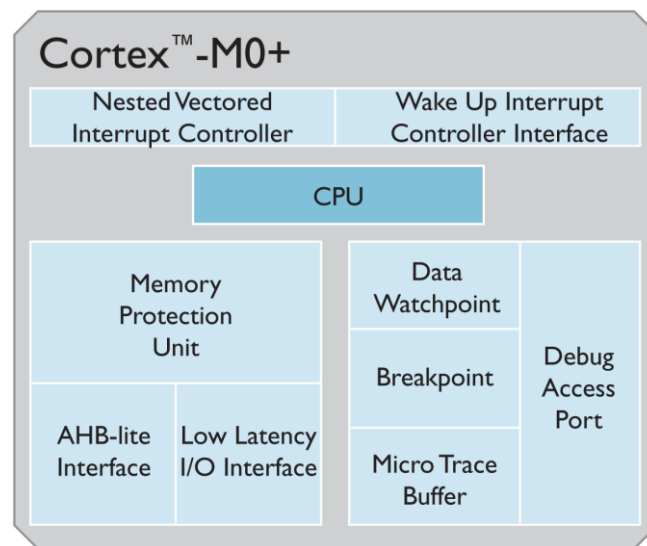 Cortex™-M0+
Nested Vectored
Interrupt Controller
Wake Up Interrupt
Controller Interface
CPU
Memory
Protection
Unit
AHB-lite
Interface
Low Latency
I/O Interface
Data
Watchpoint
Breakpoint
Micro Trace
Buffer
Debug
Access
Port